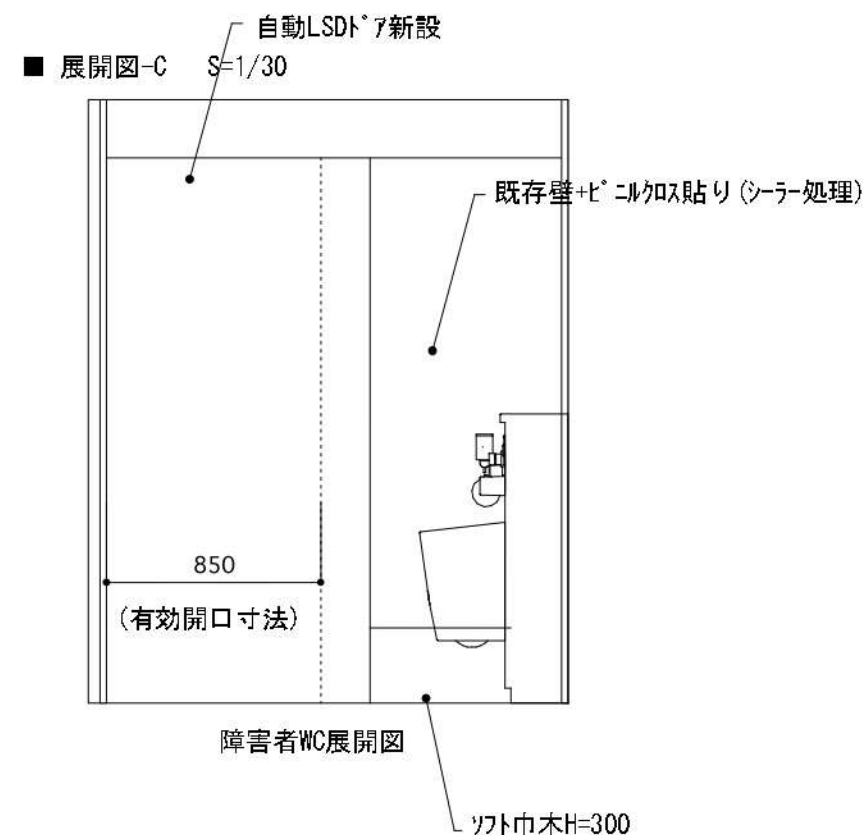 自動LSDﾄﾞｱ新設
■ 展開図-C S=1/30
既存壁+ﾋﾞﾆﾙｸﾛｽ貼り(ｼｰﾗｰ処理)
850
(有効開口寸法)
障害者WC展開図
ｿﾌﾄ巾木H=300